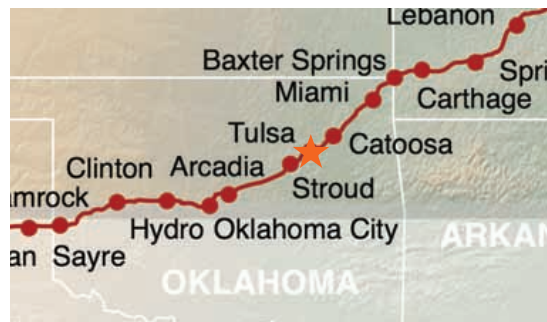 Lebanon
Baxter Springs
Spri
Miami
Carthage
Tulsa
Catoosa
Clinton Arcadia
Stroud
amrock
Hydro Oklahoma City
ARKAN
an Sayre
OKLAHOMA